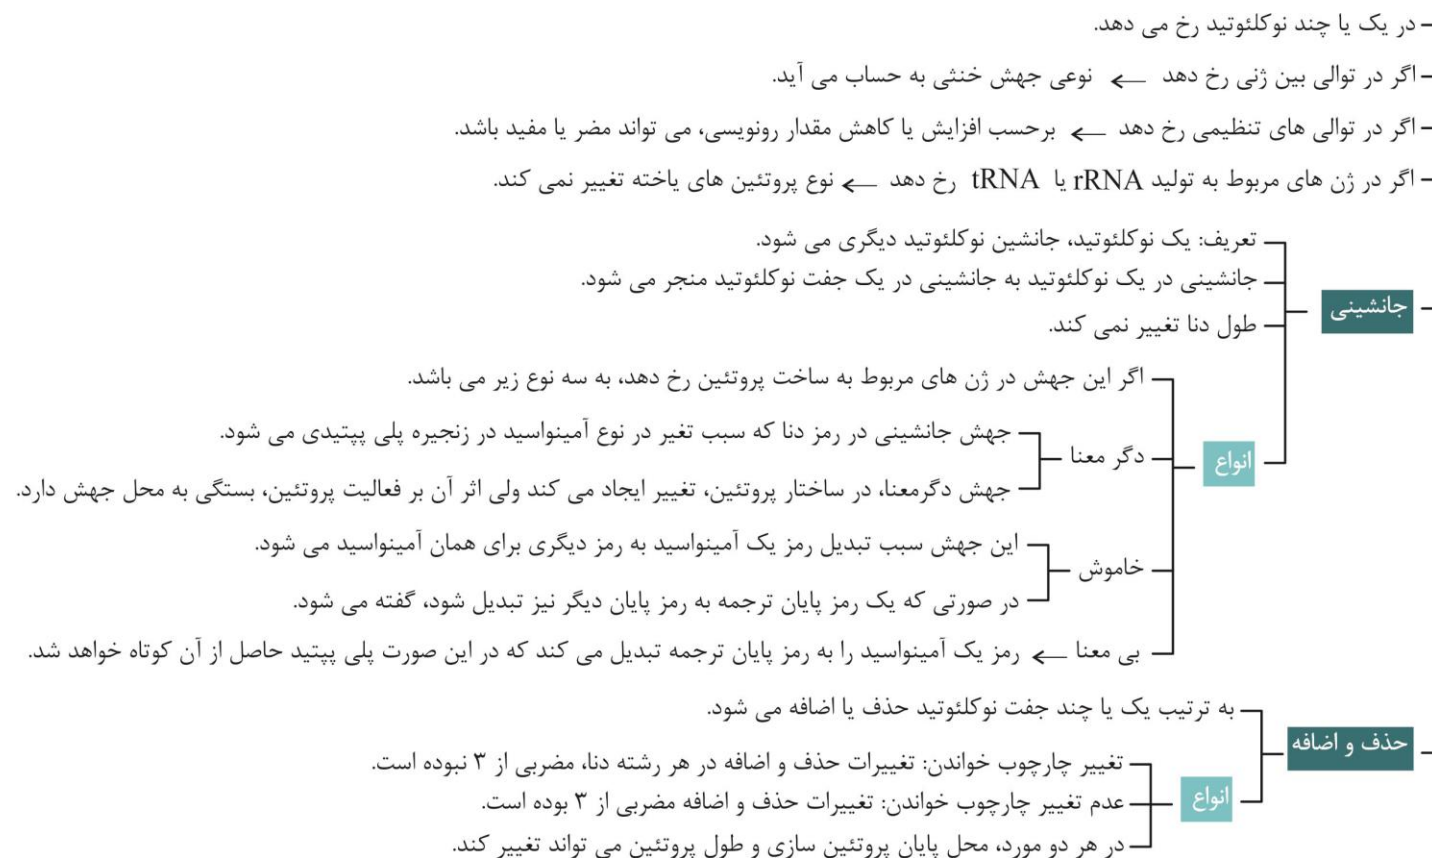 - در یک یا چند نوکلئوتید رخ می دهد.
- اگر در توالی بین ژنی رخ دهد ← نوعی جهش خنثی به حساب می آید.
- اگر در توالی های تنظیمی رخ دهد ← برحسب افزایش یا کاهش مقدار رونویسی، می تواند مضر یا مفید باشد.
- اگر در ژن های مربوط به تولید rRNA یا tRNA رخ دهد ← نوع پروتئین های یاخته تغییر نمی کند.
جانشینی
تعریف: یک نوکلئوتید، جانشین نوکلئوتید دیگری می شود.
جانشینی در یک نوکلئوتید به جانشینی در یک جفت نوکلئوتید منجر می شود.
طول دنا تغییر نمی کند.
انواع
اگر این جهش در ژن های مربوط به ساخت پروتئین رخ دهد، به سه نوع زیر می باشد.
دگر معنا
جهش جانشینی در رمز دنا که سبب تغیر در نوع آمینواسید در زنجیره پلی پپتیدی می شود.
جهش دگرمعنا، در ساختار پروتئین، تغییر ایجاد می کند ولی اثر آن بر فعالیت پروتئین، بستگی به محل جهش دارد.
خاموش
این جهش سبب تبدیل رمز یک آمینواسید به رمز دیگری برای همان آمینواسید می شود.
در صورتی که یک رمز پایان ترجمه به رمز پایان دیگر نیز تبدیل شود، گفته می شود.
بی معنا ← رمز یک آمینواسید را به رمز پایان ترجمه تبدیل می کند که در این صورت پلی پپتید حاصل از آن کوتاه خواهد شد.
حذف و اضافه
به ترتیب یک یا چند جفت نوکلئوتید حذف یا اضافه می شود.
انواع
تغییر چارچوب خواندن: تغییرات حذف و اضافه در هر رشته دنا، مضربی از ۳ نبوده است.
عدم تغییر چارچوب خواندن: تغییرات حذف و اضافه مضربی از ۳ بوده است.
در هر دو مورد، محل پایان پروتئین سازی و طول پروتئین می تواند تغییر کند.